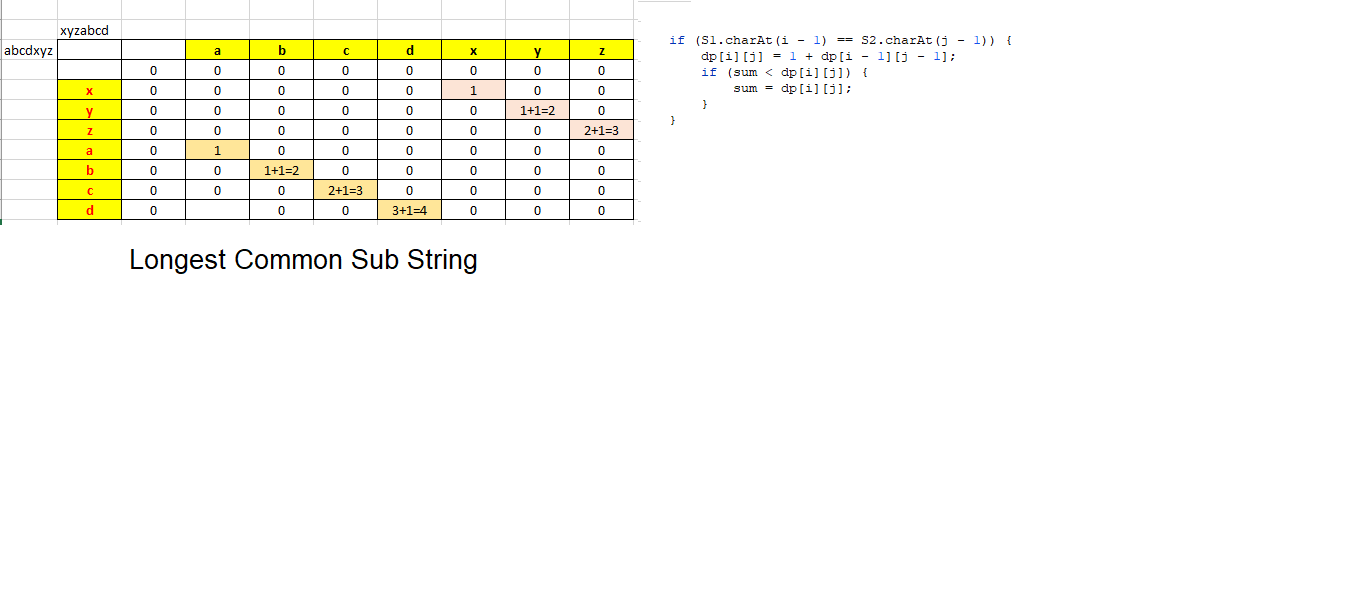 xyzabcd
abcdxyz a b c d x y z
0 0 0 0 0 0 0 0
x 0 0 0 0 0 1 0 0
y 0 0 0 0 0 0 1+1=2 0
z 0 0 0 0 0 0 0 2+1=3
a 0 1 0 0 0 0 0 0
b 0 0 1+1=2 0 0 0 0 0
c 0 0 0 2+1=3 0 0 0 0
d 0 0 0 3+1=4 0 0 0
Longest Common Sub String
if (S1.charAt(i - 1) == S2.charAt(j - 1)) {
dp[i][j] = 1 + dp[i - 1][j - 1];
if (sum < dp[i][j]) {
sum = dp[i][j];
}
}